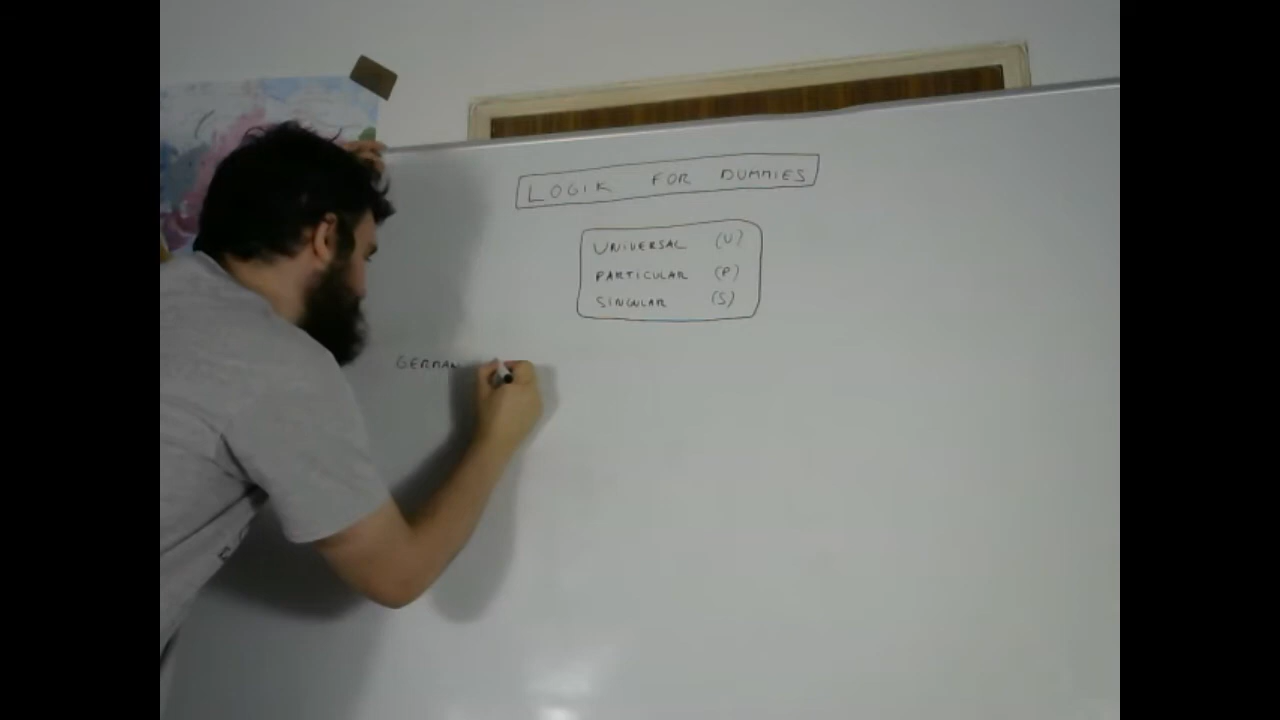 LOGIK FOR DUMMIES
UNIVERSAL (U)
PARTICULAR (P)
SINGULAR (S)
GERMAN